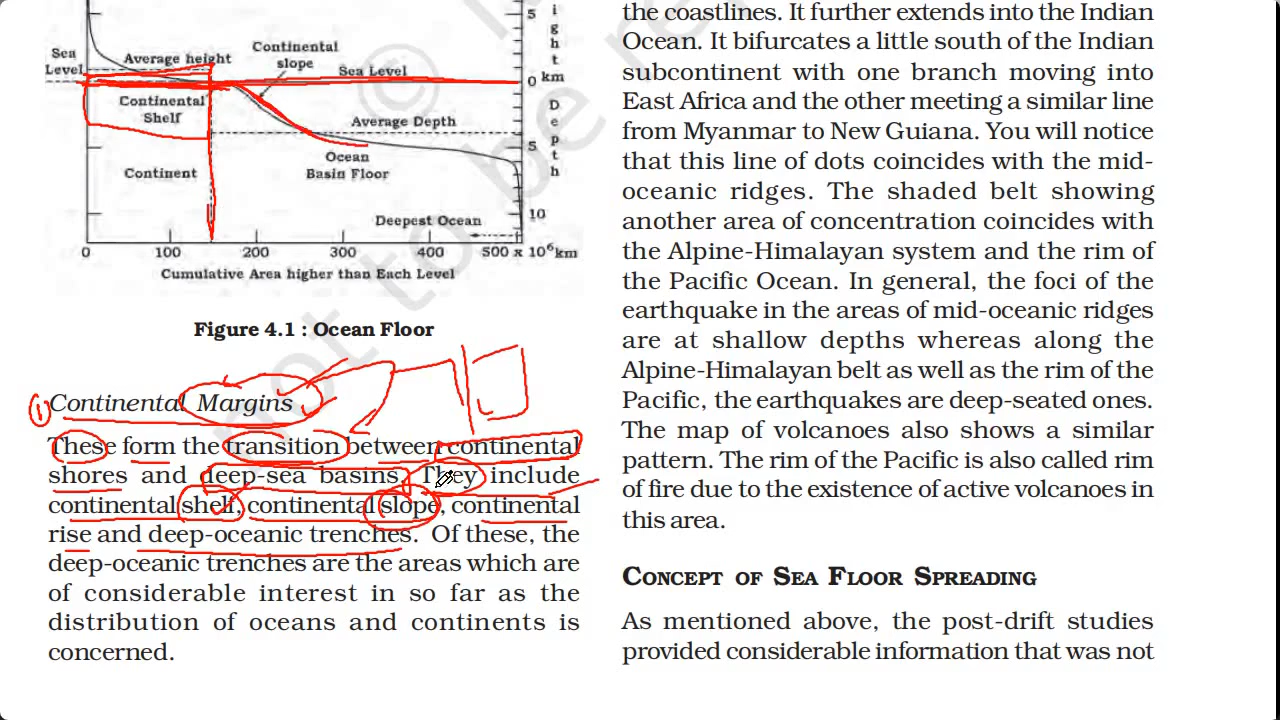 5
i
g
h
t
Sea
Level
Average height
Continental
slope
Sea Level
0 km
Continental
Shelf
D
e
p
t
h
Average Depth
5
Ocean
Basin Floor
Continent
Deepest Ocean
10
0 100 200 300 400 500 x 10⁶ km
Cumulative Area higher than Each Level
Figure 4.1 : Ocean Floor
1
Continental Margins
These form the transition between continental
shores and deep-sea basins. They include
continental shelf, continental slope, continental
rise and deep-oceanic trenches. Of these, the
deep-oceanic trenches are the areas which are
of considerable interest in so far as the
distribution of oceans and continents is
concerned.
the coastlines. It further extends into the Indian
Ocean. It bifurcates a little south of the Indian
subcontinent with one branch moving into
East Africa and the other meeting a similar line
from Myanmar to New Guiana. You will notice
that this line of dots coincides with the mid-
oceanic ridges. The shaded belt showing
another area of concentration coincides with
the Alpine-Himalayan system and the rim of
the Pacific Ocean. In general, the foci of the
earthquake in the areas of mid-oceanic ridges
are at shallow depths whereas along the
Alpine-Himalayan belt as well as the rim of the
Pacific, the earthquakes are deep-seated ones.
The map of volcanoes also shows a similar
pattern. The rim of the Pacific is also called rim
of fire due to the existence of active volcanoes in
this area.
CONCEPT OF SEA FLOOR SPREADING
As mentioned above, the post-drift studies
provided considerable information that was not
©
not to be re